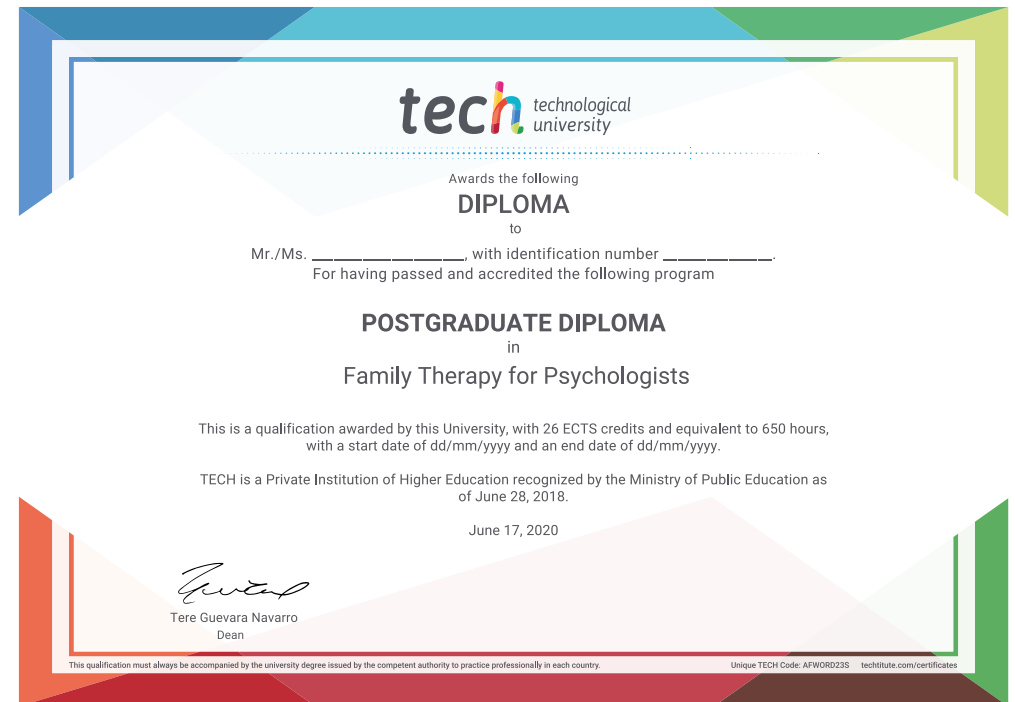 tech technological
university
Awards the following
DIPLOMA
to
Mr./Ms. _________________, with identification number ____________.
For having passed and accredited the following program
POSTGRADUATE DIPLOMA
in
Family Therapy for Psychologists
This is a qualification awarded by this University, with 26 ECTS credits and equivalent to 650 hours,
with a start date of dd/mm/yyyy and an end date of dd/mm/yyyy.
TECH is a Private Institution of Higher Education recognized by the Ministry of Public Education as
of June 28, 2018.
June 17, 2020
Tere Guevara Navarro
Dean
This qualification must always be accompanied by the university degree issued by the competent authority to practice professionally in each country.
Unique TECH Code: AFWORD23S techtitute.com/certificates